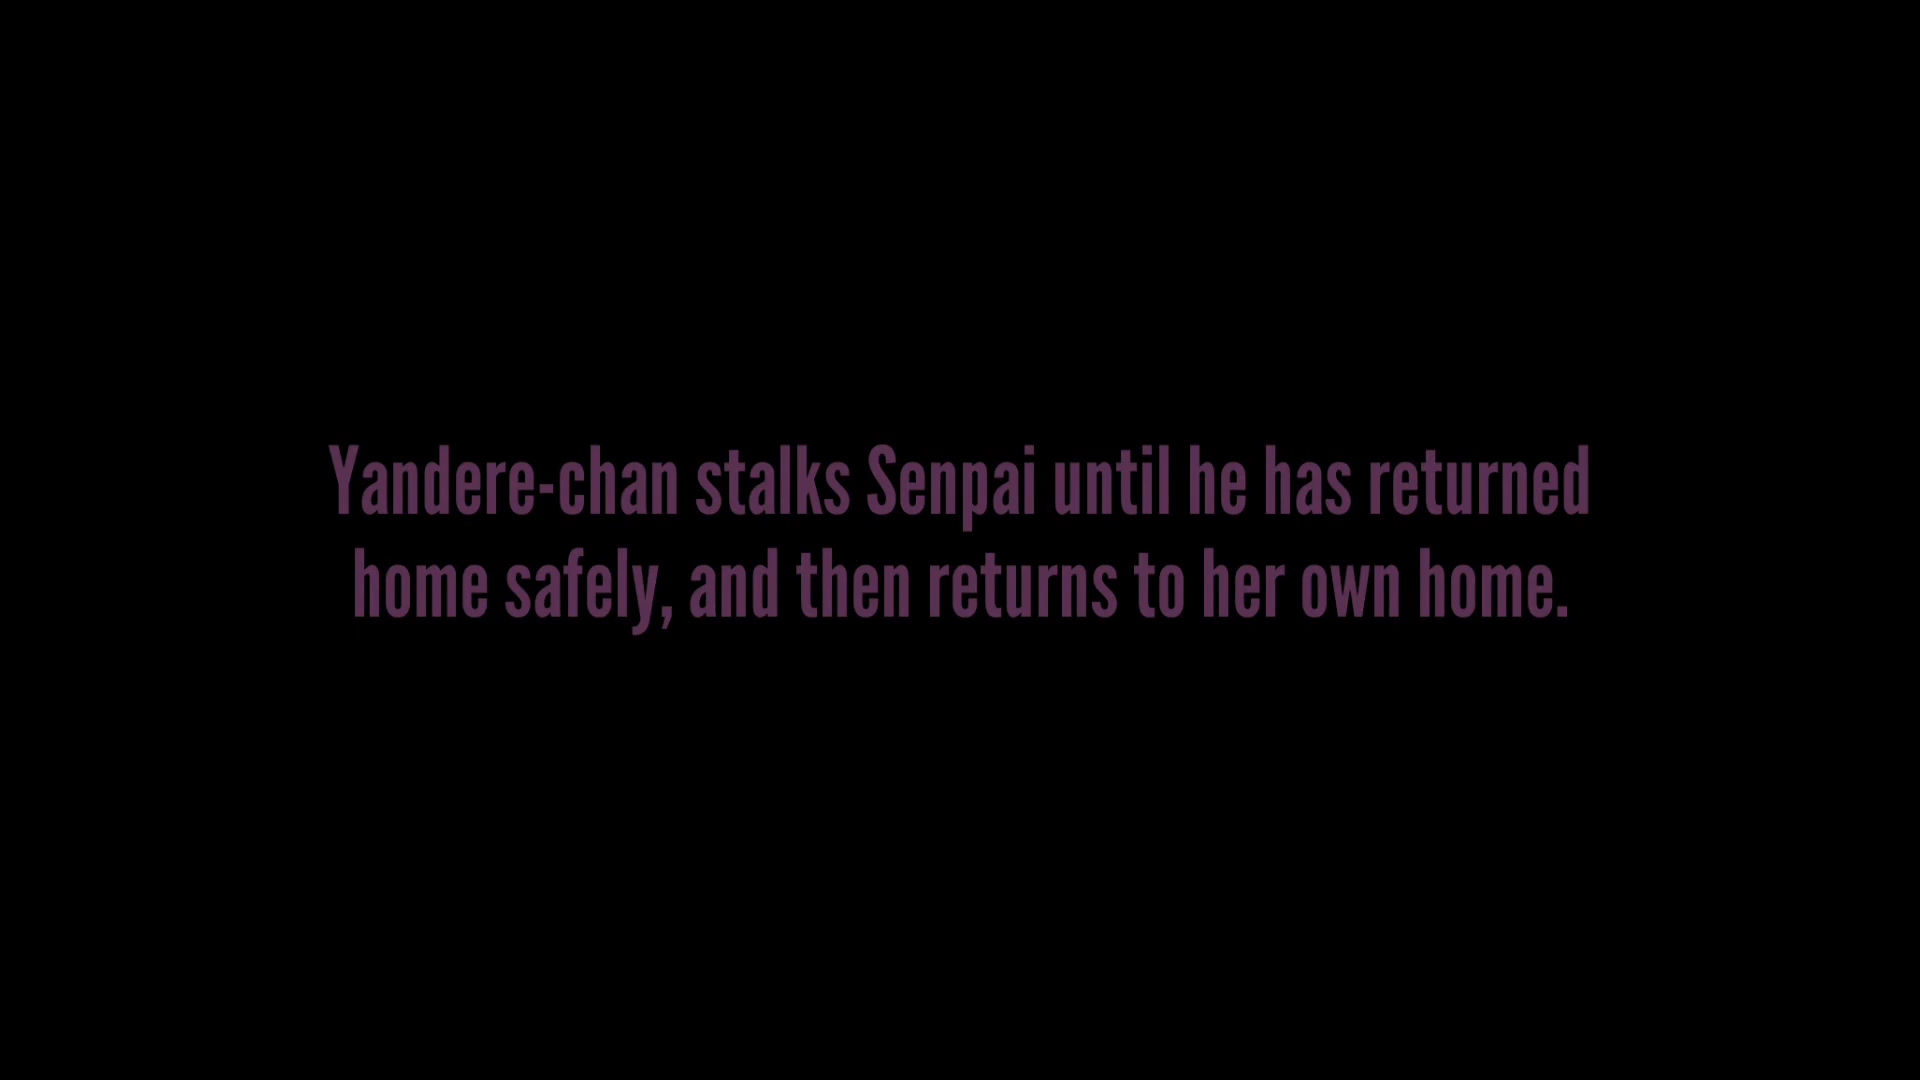 Yandere-chan stalks Senpai until he has returned
home safely, and then returns to her own home.